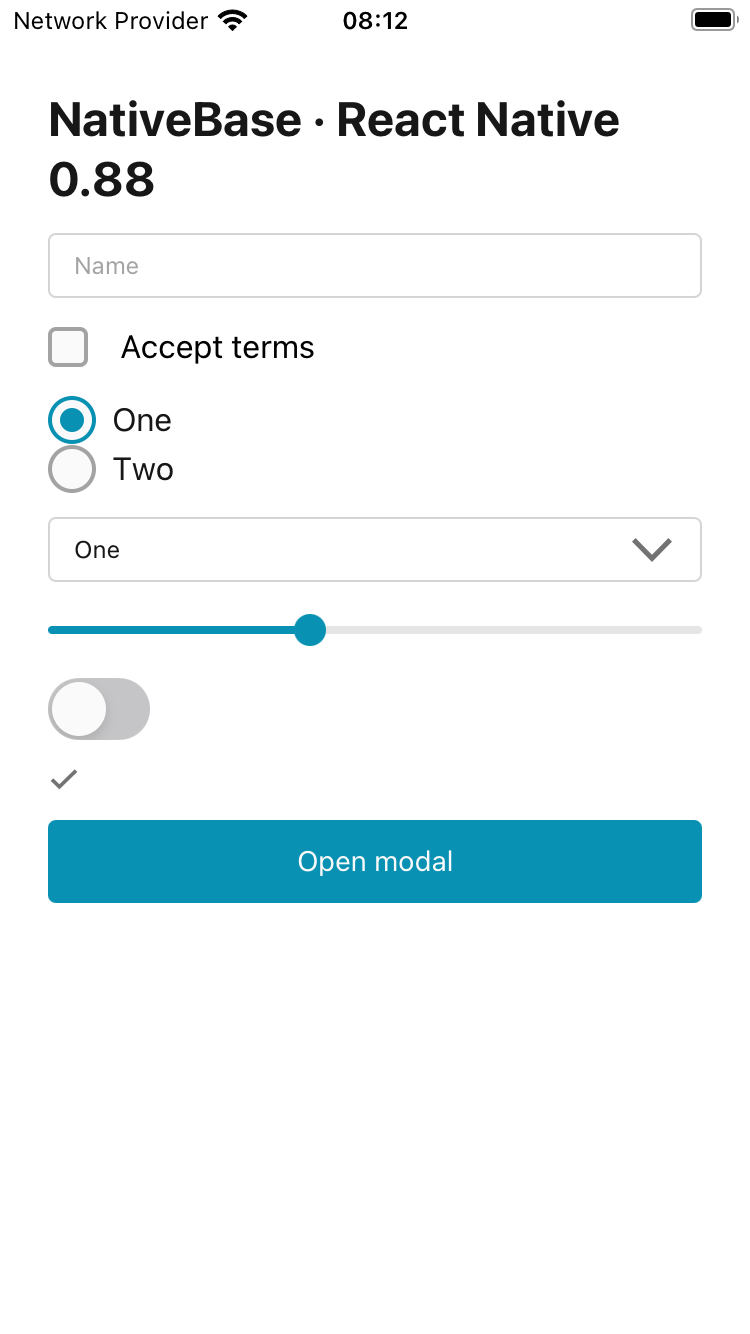 Network Provider 08:12
NativeBase · React Native
0.88
Name
Accept terms
One
Two
One
Open modal